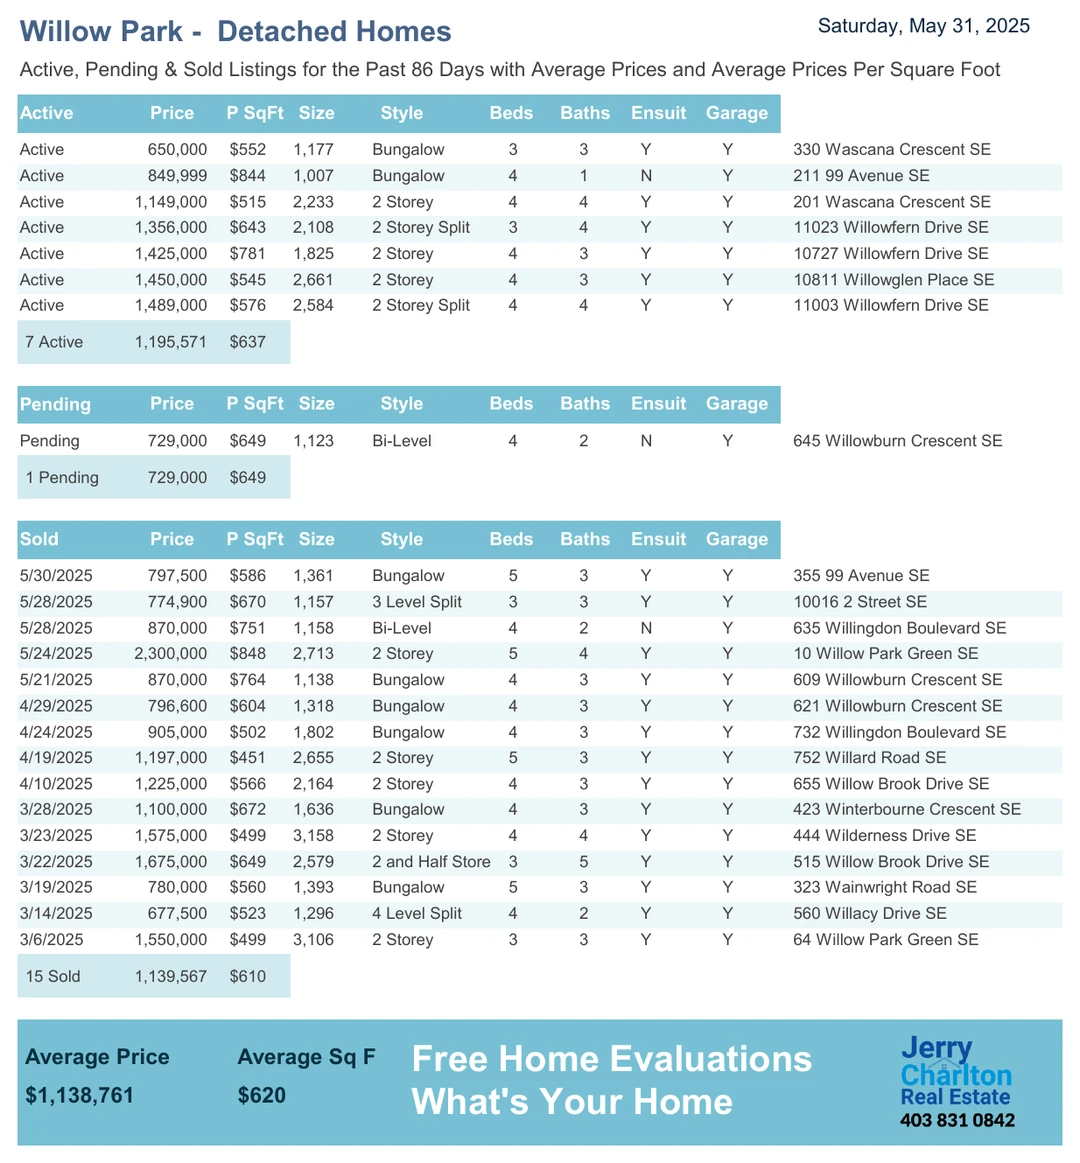 Willow Park - Detached Homes
Saturday, May 31, 2025
Active, Pending & Sold Listings for the Past 86 Days with Average Prices and Average Prices Per Square Foot
Active Price P SqFt Size Style Beds Baths Ensuit Garage
Active 650,000 $552 1,177 Bungalow 3 3 Y Y 330 Wascana Crescent SE
Active 849,999 $844 1,007 Bungalow 4 1 N Y 211 99 Avenue SE
Active 1,149,000 $515 2,233 2 Storey 4 4 Y Y 201 Wascana Crescent SE
Active 1,356,000 $643 2,108 2 Storey Split 3 4 Y Y 11023 Willowfern Drive SE
Active 1,425,000 $781 1,825 2 Storey 4 3 Y Y 10727 Willowfern Drive SE
Active 1,450,000 $545 2,661 2 Storey 4 3 Y Y 10811 Willowglen Place SE
Active 1,489,000 $576 2,584 2 Storey Split 4 4 Y Y 11003 Willowfern Drive SE
7 Active 1,195,571 $637
Pending Price P SqFt Size Style Beds Baths Ensuit Garage
Pending 729,000 $649 1,123 Bi-Level 4 2 N Y 645 Willowburn Crescent SE
1 Pending 729,000 $649
Sold Price P SqFt Size Style Beds Baths Ensuit Garage
5/30/2025 797,500 $586 1,361 Bungalow 5 3 Y Y 355 99 Avenue SE
5/28/2025 774,900 $670 1,157 3 Level Split 3 3 Y Y 10016 2 Street SE
5/28/2025 870,000 $751 1,158 Bi-Level 4 2 N Y 635 Willingdon Boulevard SE
5/24/2025 2,300,000 $848 2,713 2 Storey 5 4 Y Y 10 Willow Park Green SE
5/21/2025 870,000 $764 1,138 Bungalow 4 3 Y Y 609 Willowburn Crescent SE
4/29/2025 796,600 $604 1,318 Bungalow 4 3 Y Y 621 Willowburn Crescent SE
4/24/2025 905,000 $502 1,802 Bungalow 4 3 Y Y 732 Willingdon Boulevard SE
4/19/2025 1,197,000 $451 2,655 2 Storey 5 3 Y Y 752 Willard Road SE
4/10/2025 1,225,000 $566 2,164 2 Storey 4 3 Y Y 655 Willow Brook Drive SE
3/28/2025 1,100,000 $672 1,636 Bungalow 4 3 Y Y 423 Winterbourne Crescent SE
3/23/2025 1,575,000 $499 3,158 2 Storey 4 4 Y Y 444 Wilderness Drive SE
3/22/2025 1,675,000 $649 2,579 2 and Half Store 3 5 Y Y 515 Willow Brook Drive SE
3/19/2025 780,000 $560 1,393 Bungalow 5 3 Y Y 323 Wainwright Road SE
3/14/2025 677,500 $523 1,296 4 Level Split 4 2 Y Y 560 Willacy Drive SE
3/6/2025 1,550,000 $499 3,106 2 Storey 3 3 Y Y 64 Willow Park Green SE
15 Sold 1,139,567 $610
Average Price Average Sq F
$1,138,761 $620
Free Home Evaluations
What's Your Home
Jerry
Charlton
Real Estate
403 831 0842